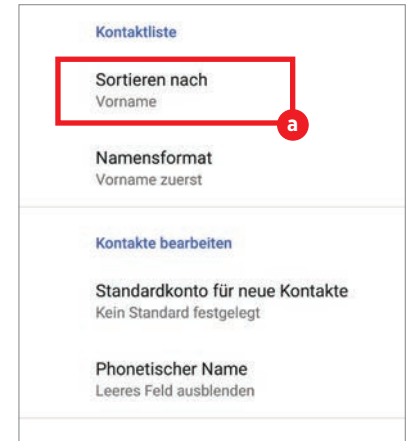 Kontaktliste
Sortieren nach
Vorname
a
Namensformat
Vorname zuerst
Kontakte bearbeiten
Standardkonto für neue Kontakte
Kein Standard festgelegt
Phonetischer Name
Leeres Feld ausblenden